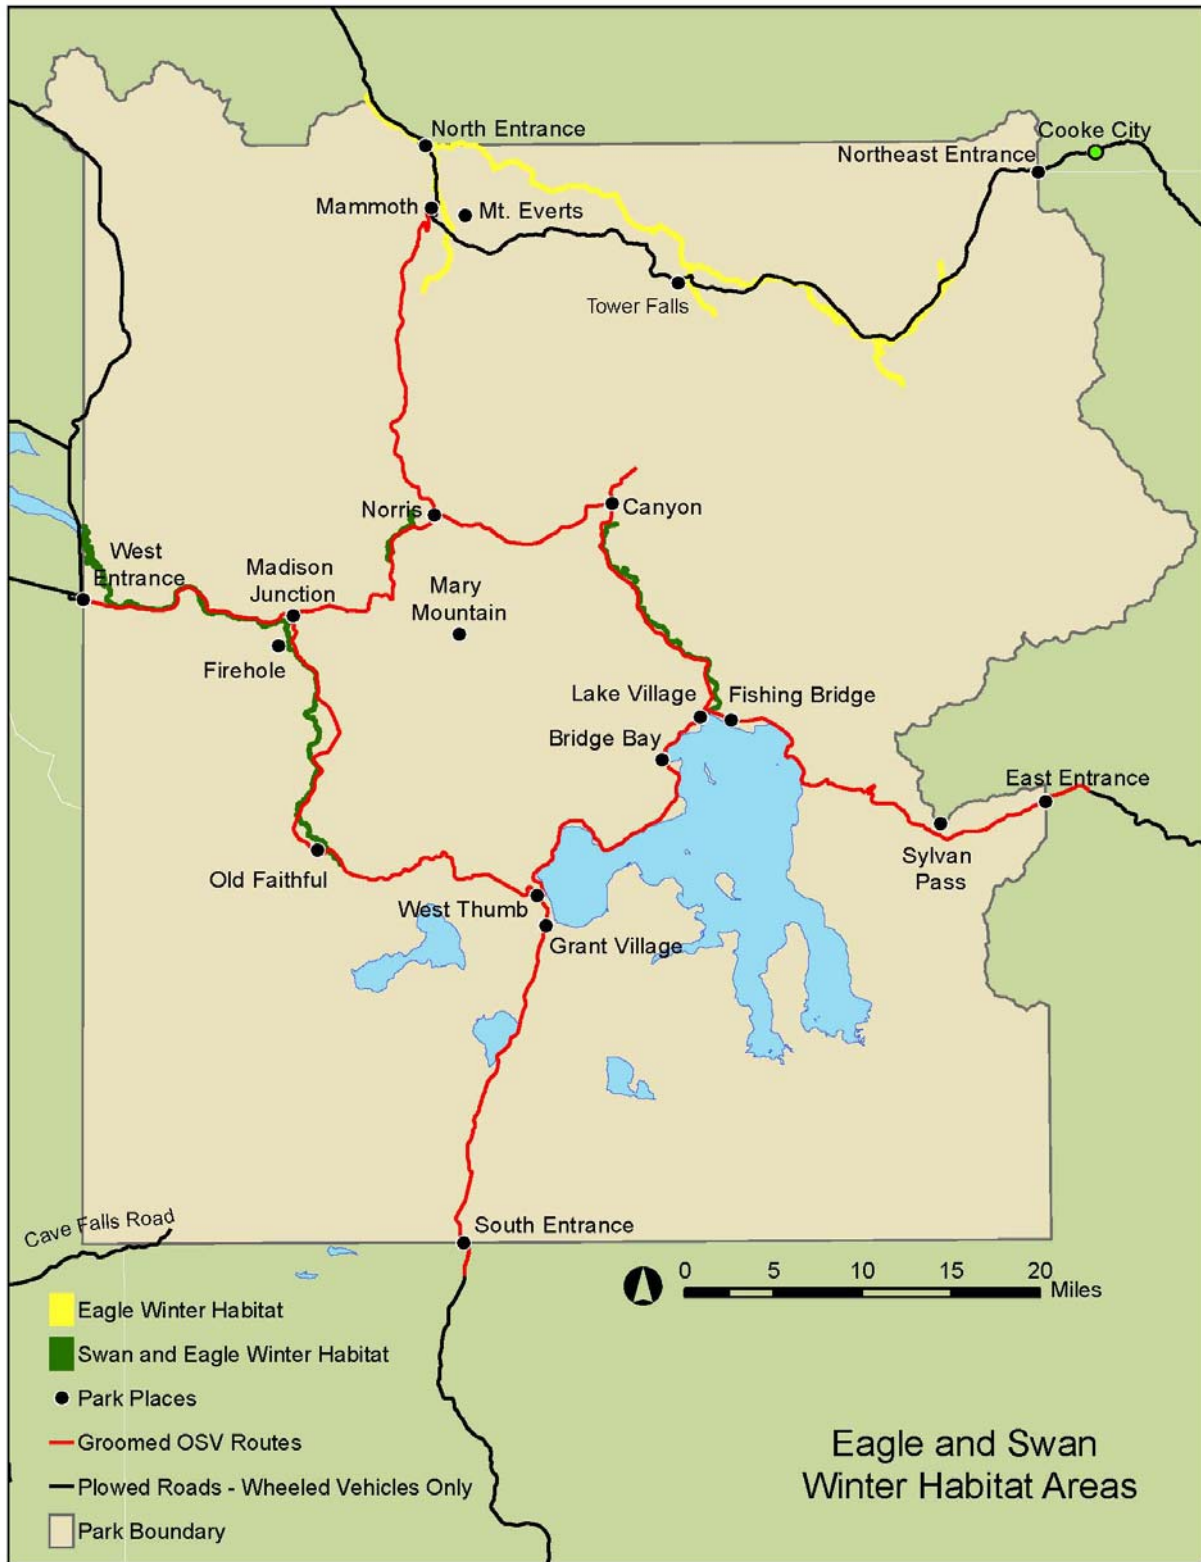 North Entrance
Cooke City
Northeast Entrance
Mammoth
Mt. Everts
Tower Falls
Norris
Canyon
West
Entrance
Madison
Junction
Mary
Mountain
Firehole
Lake Village
Fishing Bridge
Bridge Bay
East Entrance
Sylvan
Pass
Old Faithful
West Thumb
Grant Village
South Entrance
Cave Falls Road
0 5 10 15 20
Miles
Eagle Winter Habitat
Swan and Eagle Winter Habitat
Park Places
Groomed OSV Routes
Plowed Roads - Wheeled Vehicles Only
Park Boundary
Eagle and Swan
Winter Habitat Areas